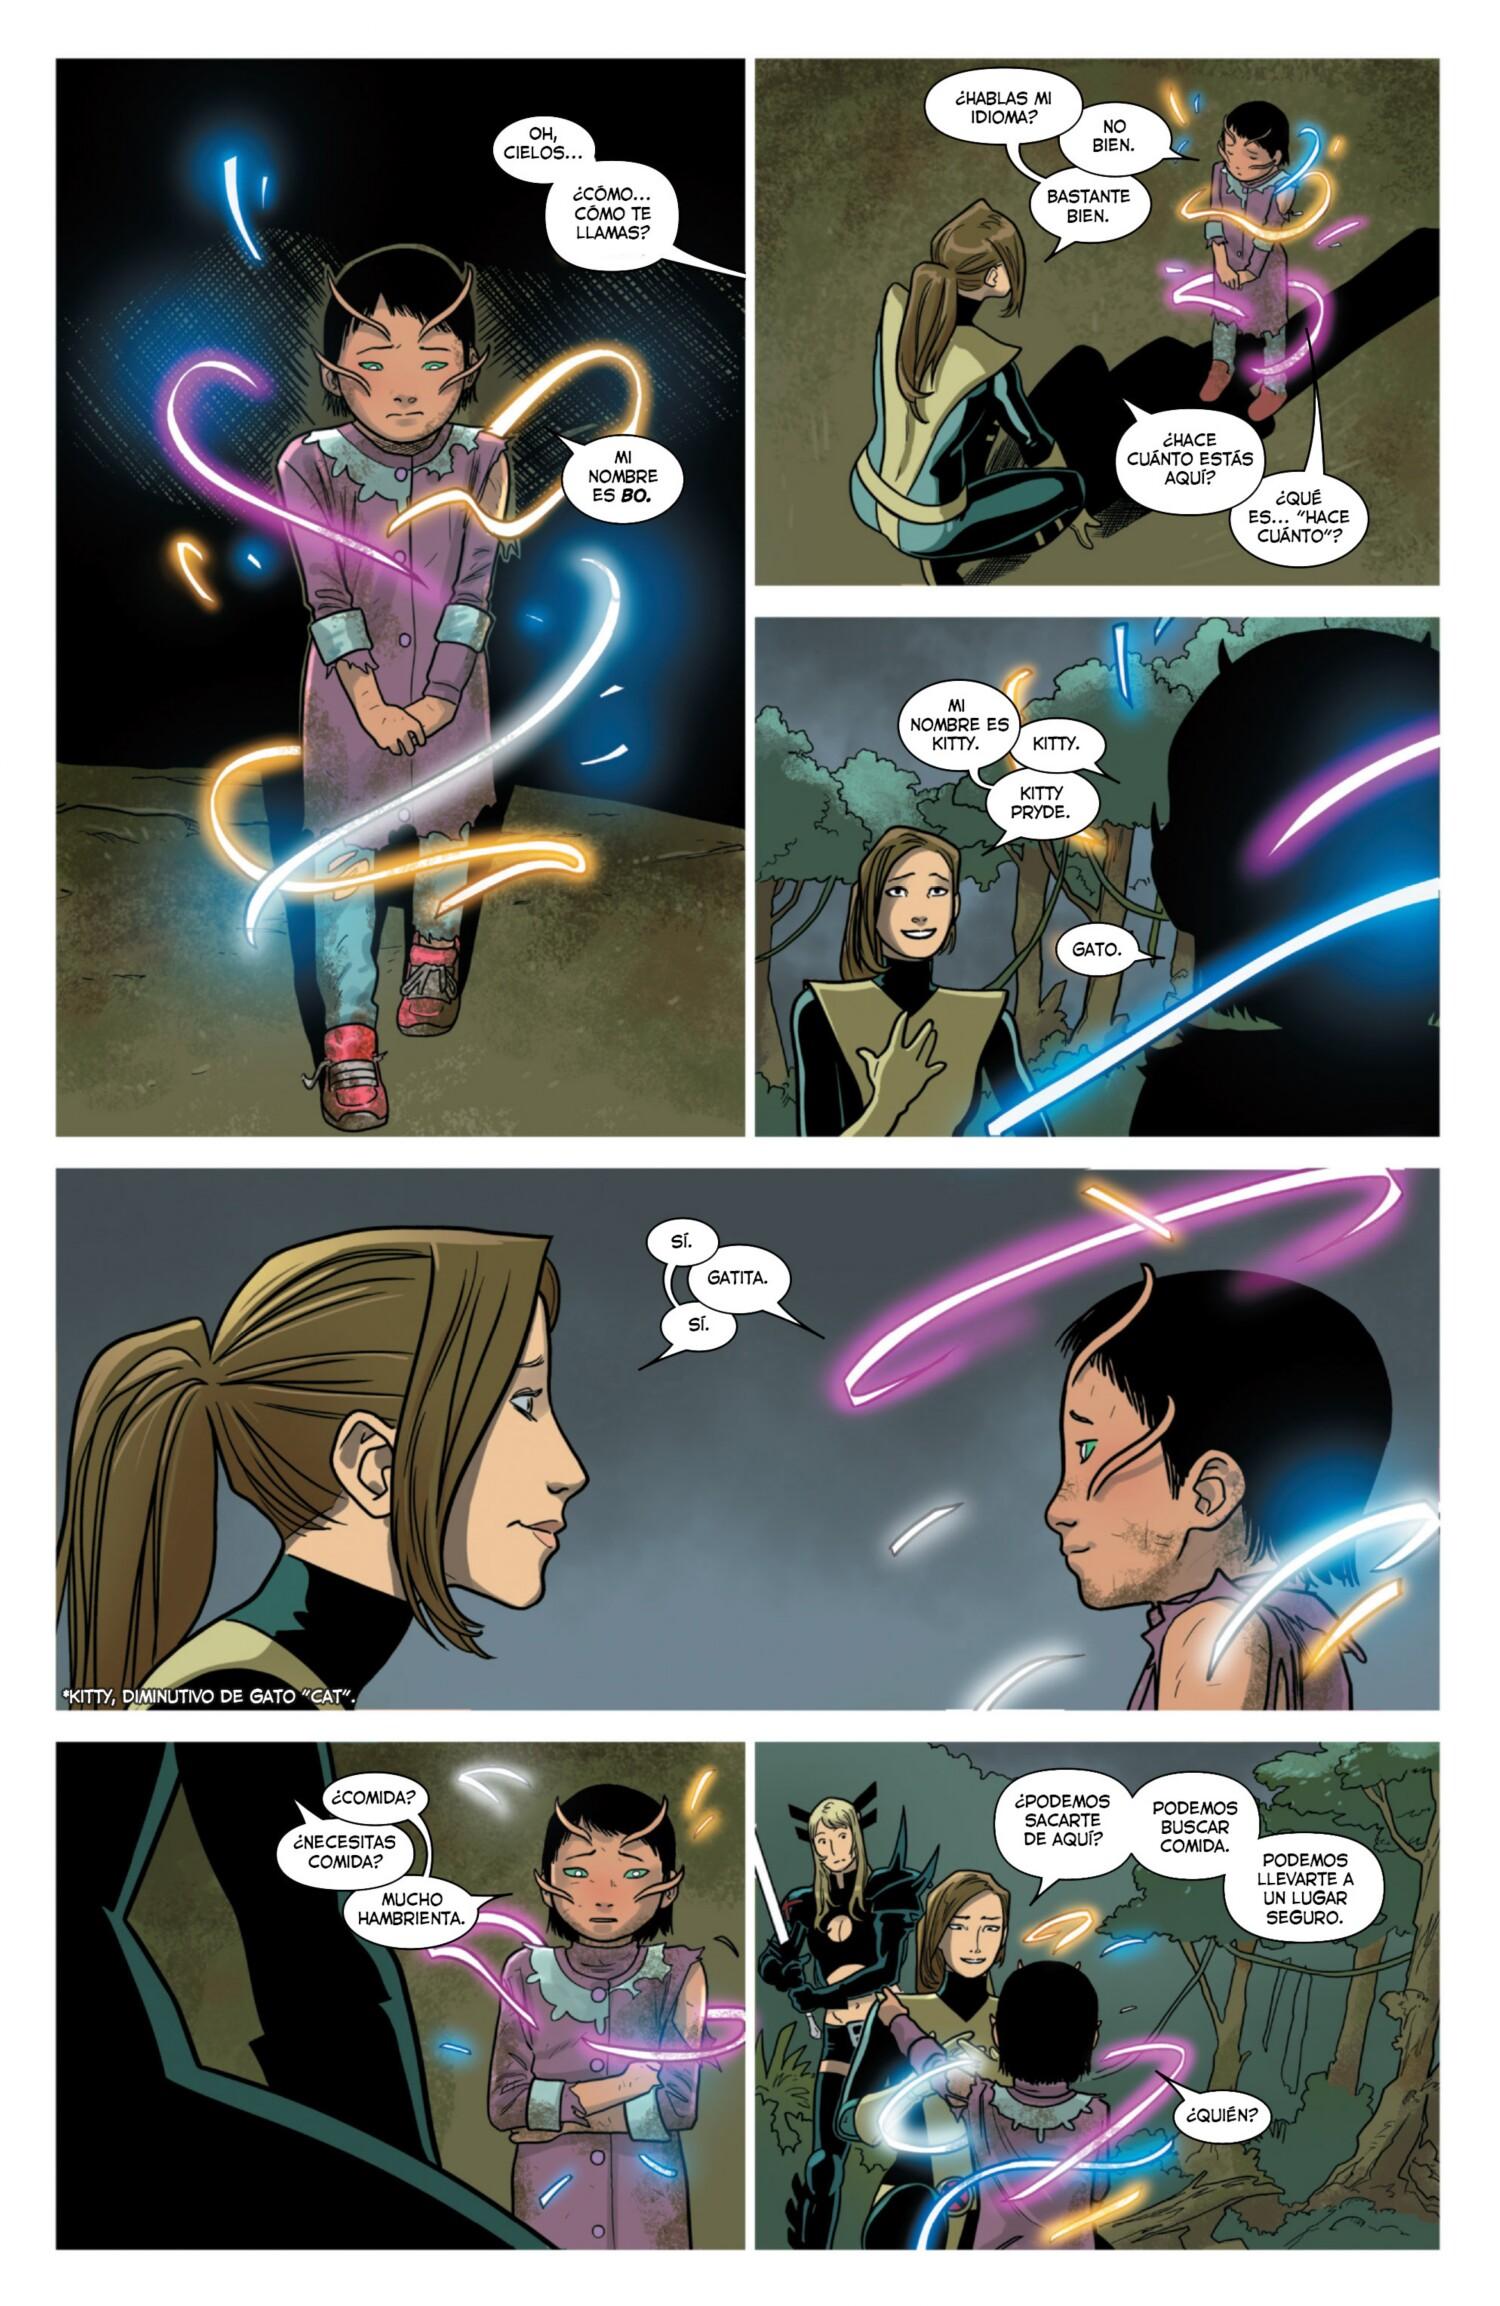 OH,
CIELOS...
¿CÓMO...
CÓMO TE
LLAMAS?
MI
NOMBRE
ES BO.
¿HABLAS MI
IDIOMA?
NO
BIEN.
BASTANTE
BIEN.
¿HACE
CUÁNTO ESTÁS
AQUÍ?
¿QUÉ
ES... "HACE
CUÁNTO"?
MI
NOMBRE ES
KITTY.
KITTY.
KITTY
PRYDE.
GATO.
SÍ.
GATITA.
SÍ.
*KITTY, DIMINUTIVO DE GATO "CAT".
¿COMIDA?
¿NECESITAS
COMIDA?
MUCHO
HAMBRIENTA.
¿PODEMOS
SACARTE
DE AQUÍ?
PODEMOS
BUSCAR
COMIDA.
PODEMOS
LLEVARTE A
UN LUGAR
SEGURO.
¿QUIÉN?